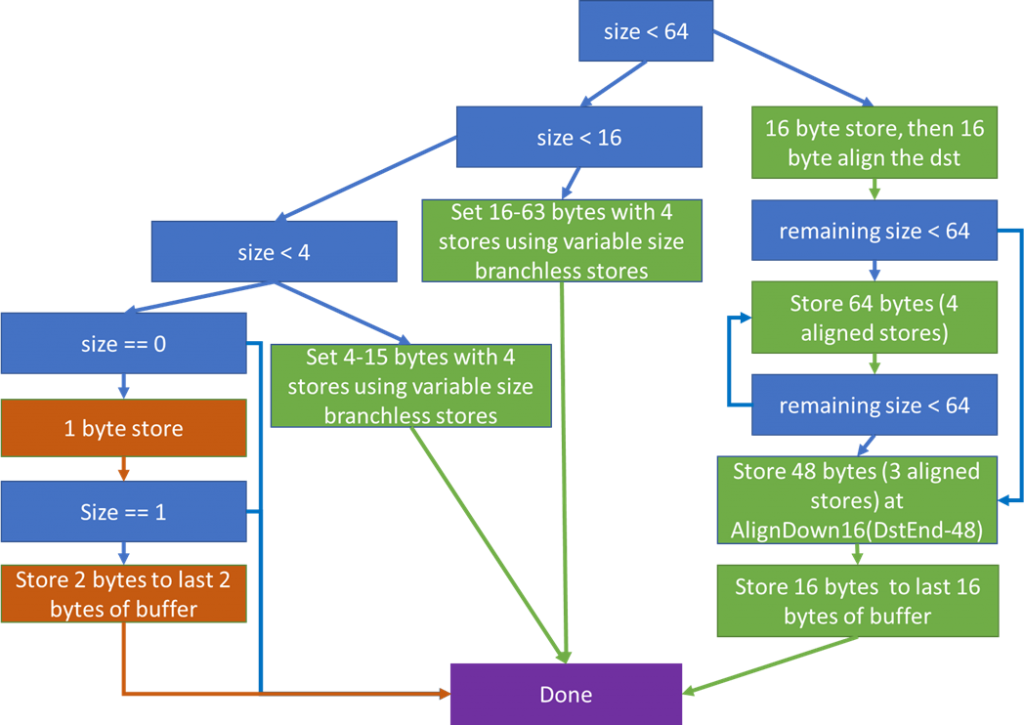 size < 64
size < 16
16 byte store, then 16
byte align the dst
Set 16-63 bytes with 4
stores using variable size
branchless stores
remaining size < 64
size < 4
Store 64 bytes (4
aligned stores)
size == 0
Set 4-15 bytes with 4
stores using variable size
branchless stores
remaining size < 64
1 byte store
Store 48 bytes (3 aligned
stores) at
AlignDown16(DstEnd-48)
Size == 1
Store 2 bytes to last 2
bytes of buffer
Store 16 bytes  to last 16
bytes of buffer
Done